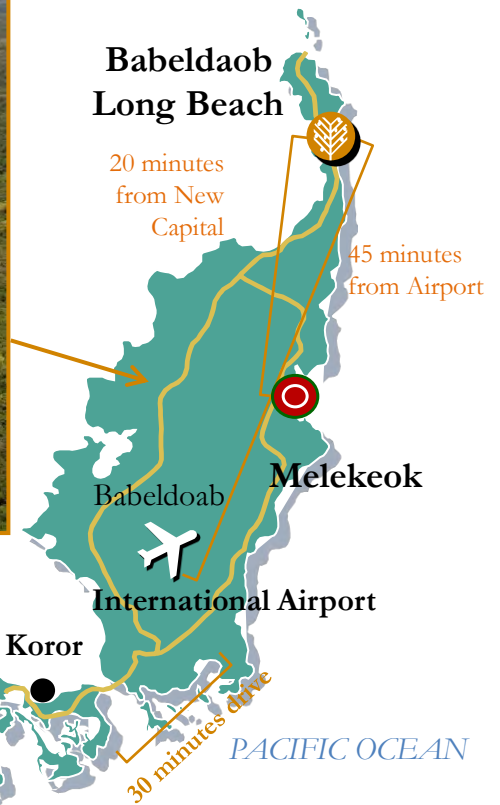 Babeldaob
Long Beach
20 minutes
from New
Capital
45 minutes
from Airport
Melekeok
Babeldoab
International Airport
Koror
30 minutes drive
PACIFIC OCEAN